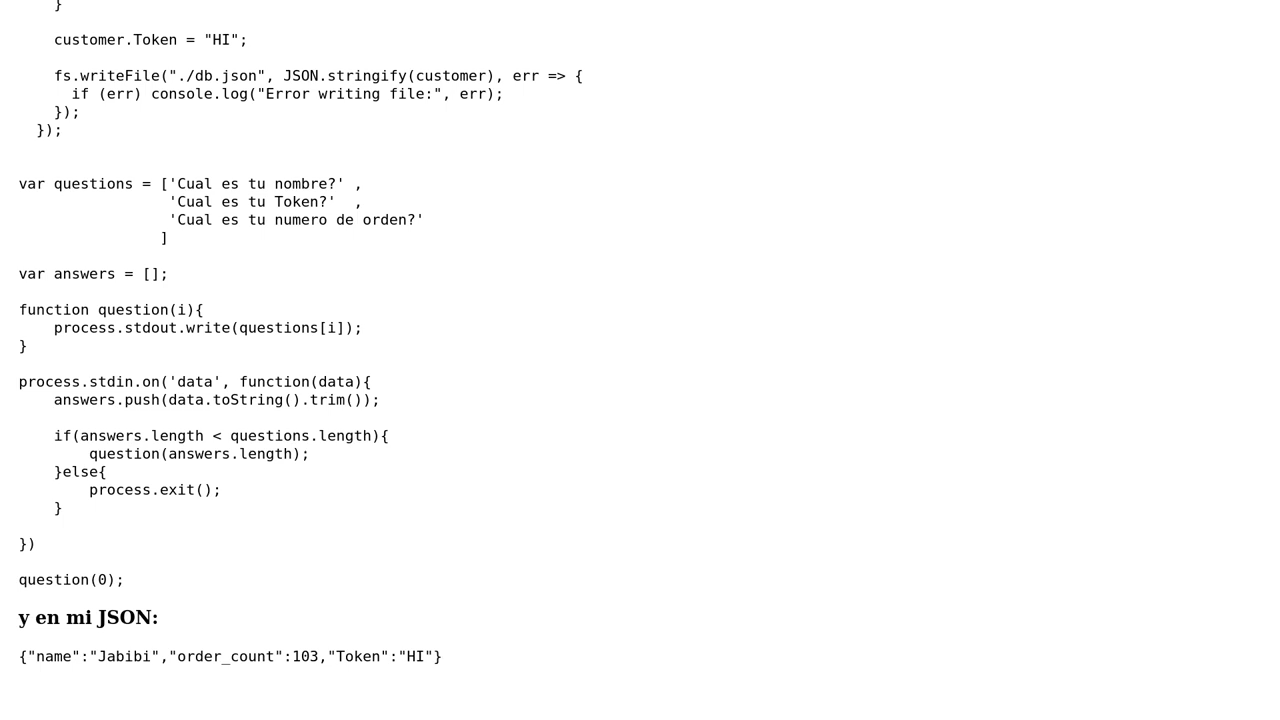 }
    customer.Token = "HI";
    fs.writeFile("./db.json", JSON.stringify(customer), err => {
      if (err) console.log("Error writing file:", err);
    });
  });
var questions = ['Cual es tu nombre?' ,
                 'Cual es tu Token?'  ,
                 'Cual es tu numero de orden?'
                ]
var answers = [];
function question(i){
    process.stdout.write(questions[i]);
}
process.stdin.on('data', function(data){
    answers.push(data.toString().trim());
    if(answers.length < questions.length){
        question(answers.length);
    }else{
        process.exit();
    }
})
question(0);
y en mi JSON:
{"name":"Jabibi","order_count":103,"Token":"HI"}